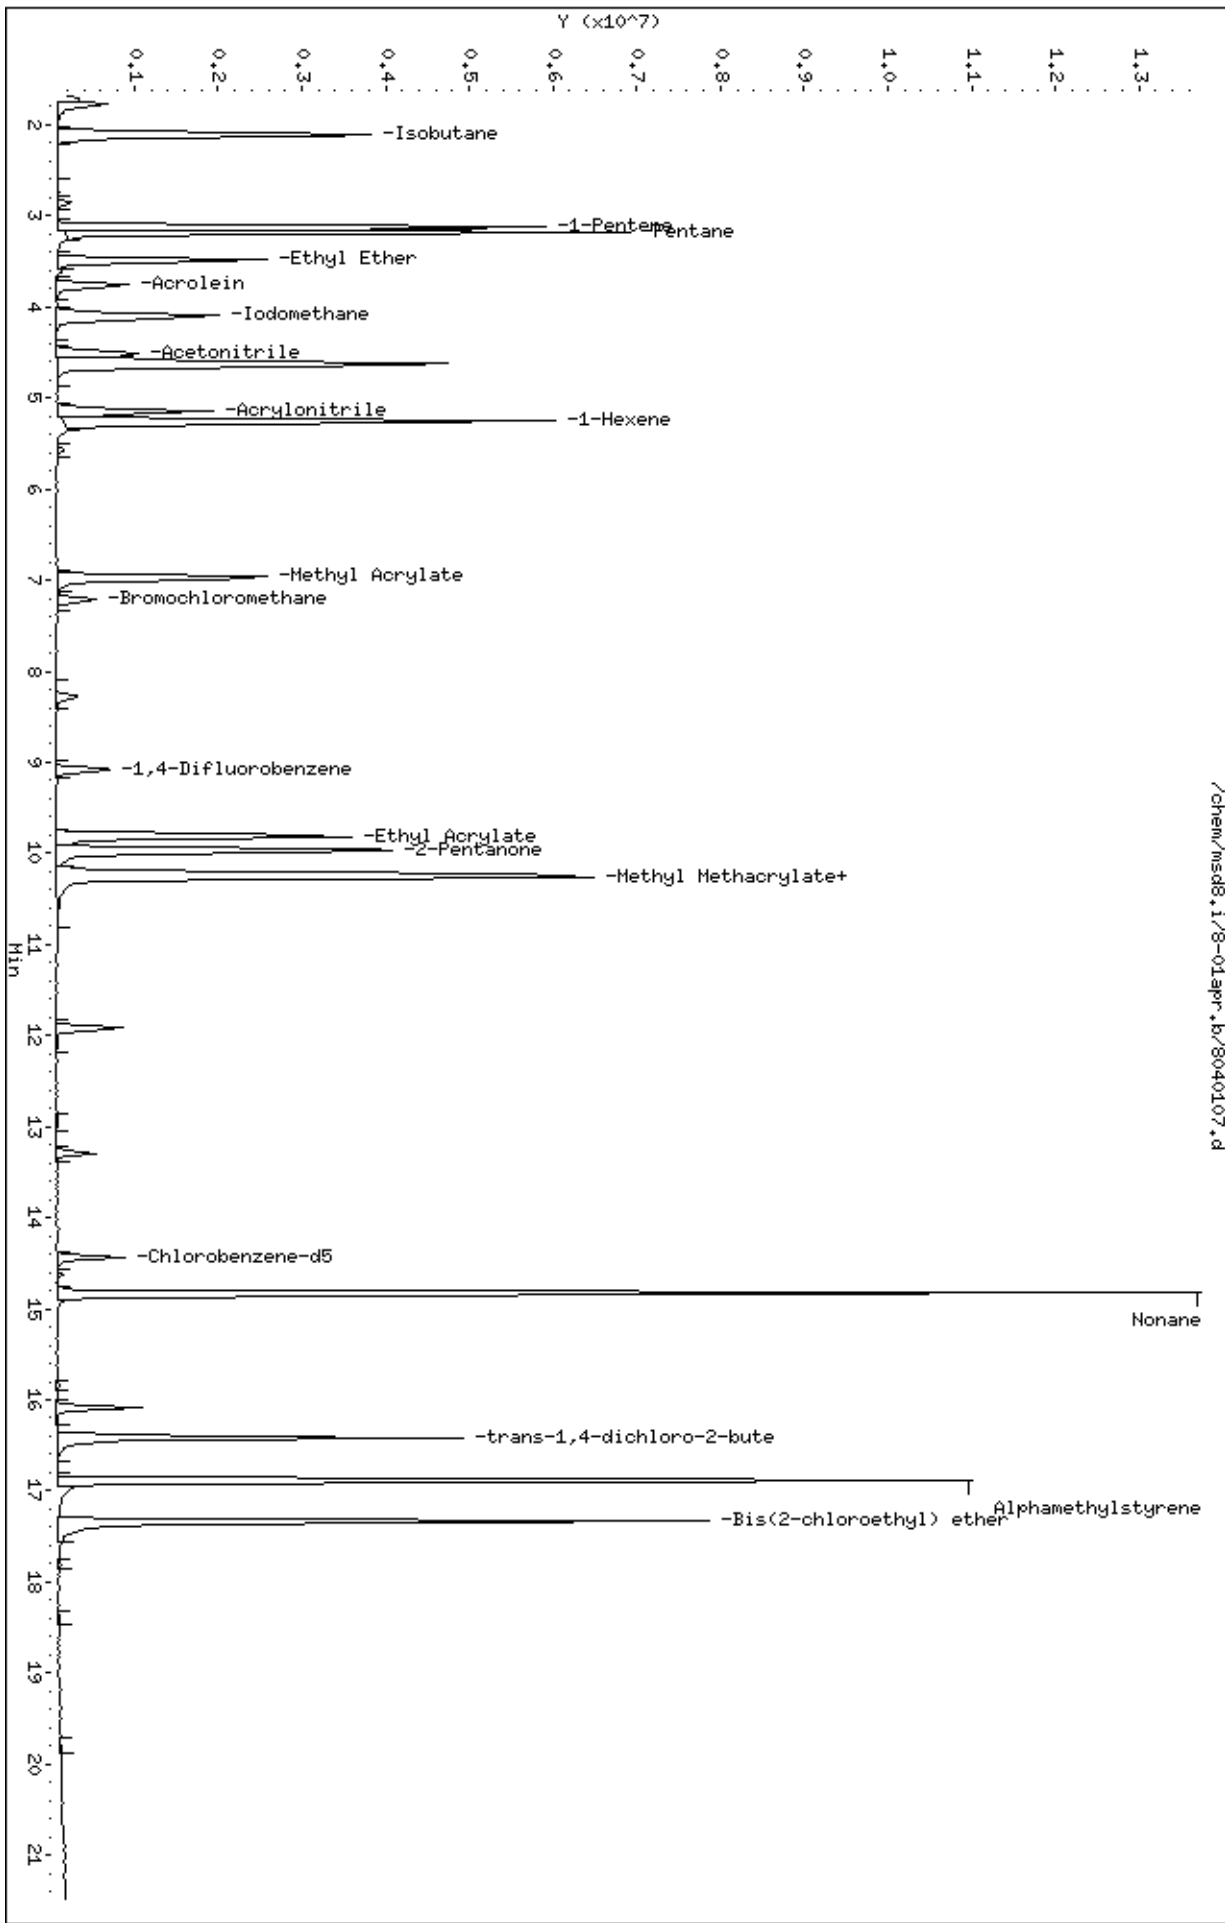 /chem/msd8.i/8-01apr.b/8040107.d
Y (x10^7)
0.1
0.2
0.3
0.4
0.5
0.6
0.7
0.8
0.9
1.0
1.1
1.2
1.3
2
3
4
5
6
7
8
9
10
11
12
13
14
15
16
17
18
19
20
21
Min
-Isobutane
-1-Pentene
-Pentane
-Ethyl Ether
-Acrolein
-Iodomethane
-Acetonitrile
-Acrylonitrile
-1-Hexene
-Methyl Acrylate
-Bromochloromethane
-1,4-Difluorobenzene
-Ethyl Acrylate
-2-Pentanone
-Methyl Methacrylate+
-Chlorobenzene-d5
Nonane
-trans-1,4-dichloro-2-bute
Alphamethylstyrene
-Bis(2-chloroethyl) ether